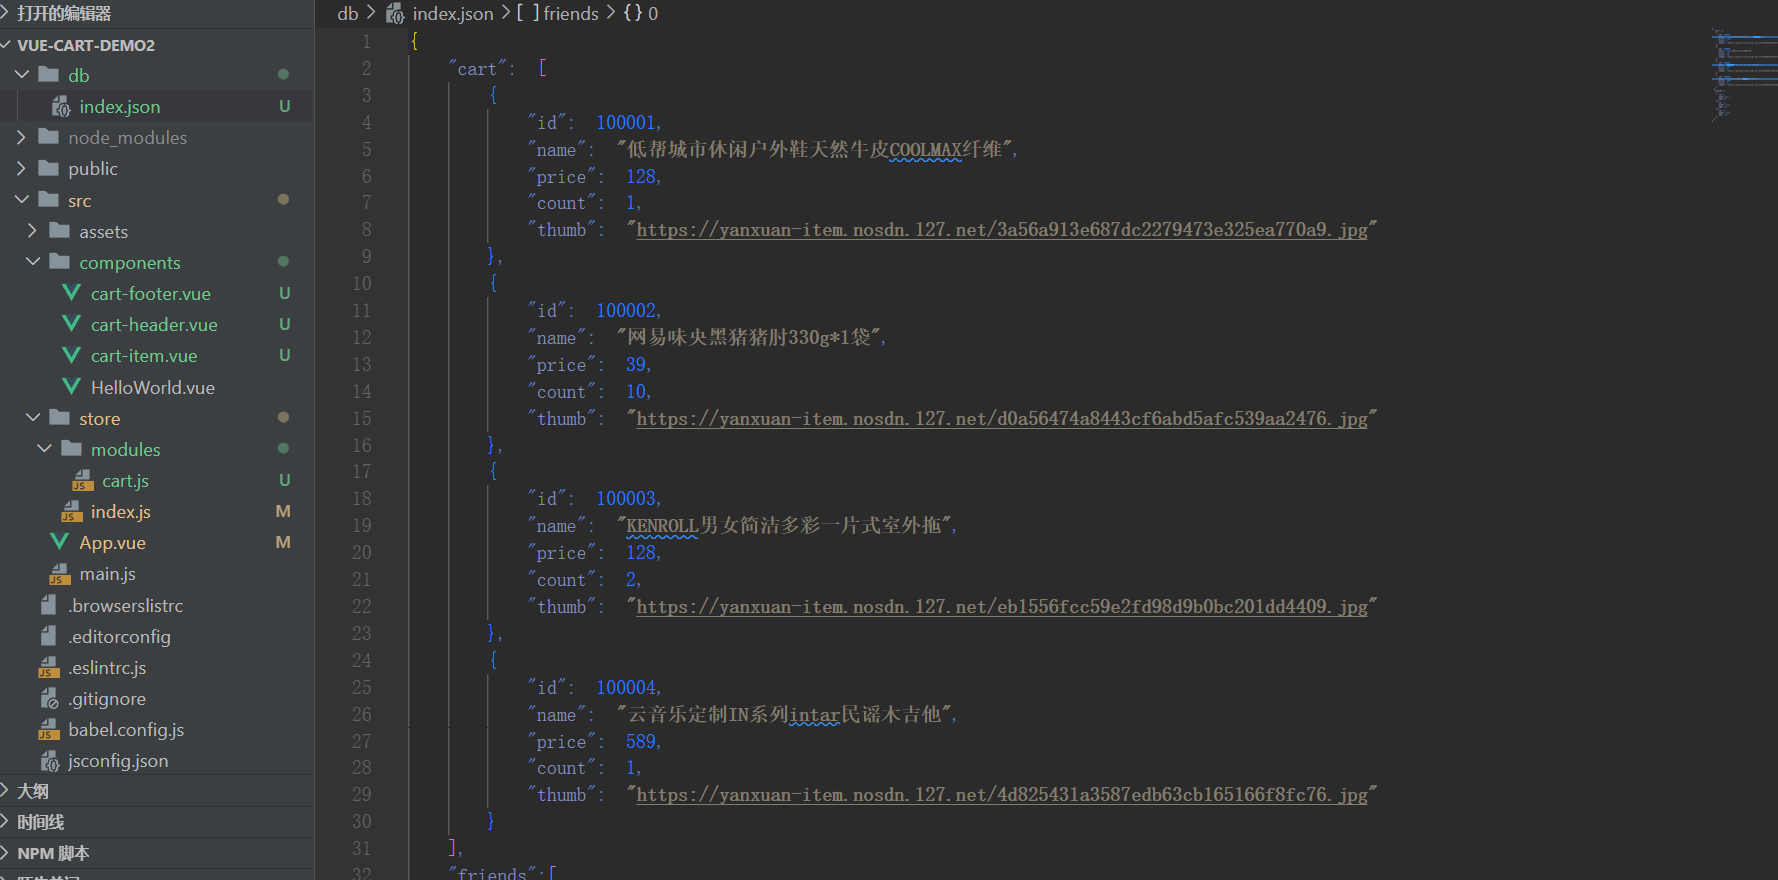 打开的编辑器
VUE-CART-DEMO2
db
index.json U
node_modules
public
src
assets
components
cart-footer.vue U
cart-header.vue U
cart-item.vue U
HelloWorld.vue
store
modules
cart.js U
index.js M
App.vue M
main.js
.browserslistrc
.editorconfig
.eslintrc.js
.gitignore
babel.config.js
jsconfig.json
大纲
时间线
NPM 脚本
db > index.json > [ ] friends > {} 0
1 {
2 "cart": [
3 {
4 "id": 100001,
5 "name": "低帮城市休闲户外鞋天然牛皮COOLMAX纤维",
6 "price": 128,
7 "count": 1,
8 "thumb": "https://yanxuan-item.nosdn.127.net/3a56a913e687dc2279473e325ea770a9.jpg"
9 },
10 {
11 "id": 100002,
12 "name": "网易味央黑猪猪肘330g*1袋",
13 "price": 39,
14 "count": 10,
15 "thumb": "https://yanxuan-item.nosdn.127.net/d0a56474a8443cf6abd5afc539aa2476.jpg"
16 },
17 {
18 "id": 100003,
19 "name": "KENROLL男女简洁多彩一片式室外拖",
20 "price": 128,
21 "count": 2,
22 "thumb": "https://yanxuan-item.nosdn.127.net/eb1556fcc59e2fd98d9b0bc201dd4409.jpg"
23 },
24 {
25 "id": 100004,
26 "name": "云音乐定制IN系列intar民谣木吉他",
27 "price": 589,
28 "count": 1,
29 "thumb": "https://yanxuan-item.nosdn.127.net/4d825431a3587edb63cb165166f8fc76.jpg"
30 }
31 ],
32 "friends":[